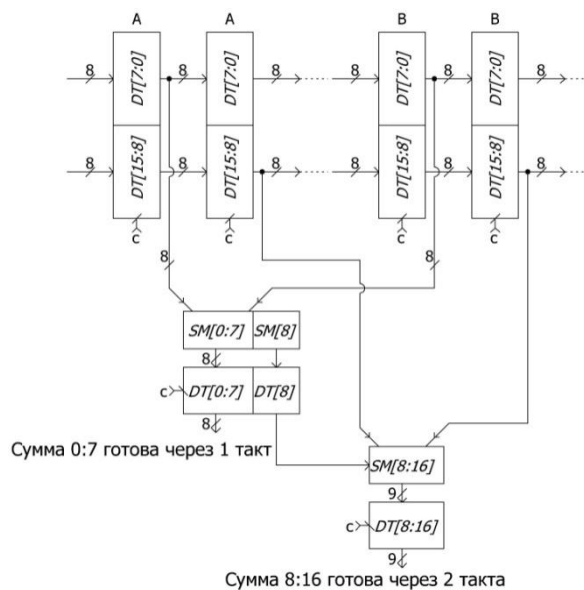 A A B B
8 8 8 8 8 8
DT[7:0] DT[7:0] DT[7:0] DT[7:0]
8 8 8 8 8 8
DT[15:8] DT[15:8] DT[15:8] DT[15:8]
c c c c
8 8
SM[0:7] SM[8]
8
c DT[0:7] DT[8]
8
Сумма 0:7 готова через 1 такт
SM[8:16]
9
c DT[8:16]
9
Сумма 8:16 готова через 2 такта